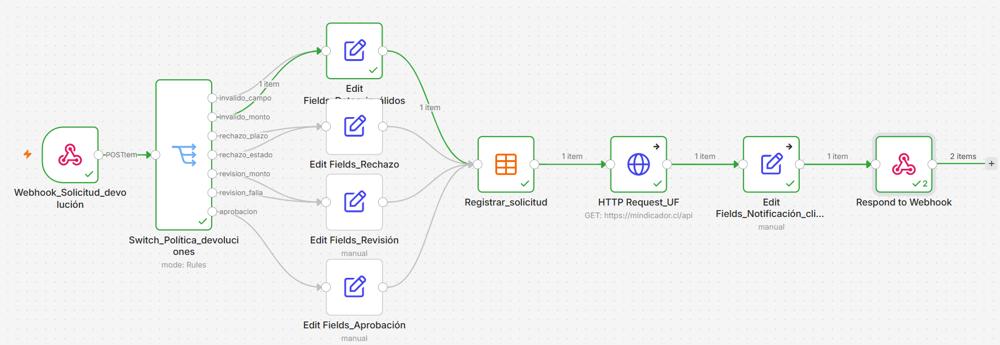 POST
tem
Webhook_Solicitud_devo
lución
invalido_campo
invalido_monto
rechazo_plazo
rechazo_estado
revision_monto
revision_falla
aprobacion
Switch_Política_devoluci
ones
mode: Rules
1 item
Edit
1 item
Edit Fields_Rechazo
Edit Fields_Revisión
manual
Edit Fields_Aprobación
manual
Registrar_solicitud
1 item
HTTP Request_UF
GET: https://mindicador.cl/api
1 item
Edit
Fields_Notificación_cli...
manual
1 item
2
Respond to Webhook
2 items